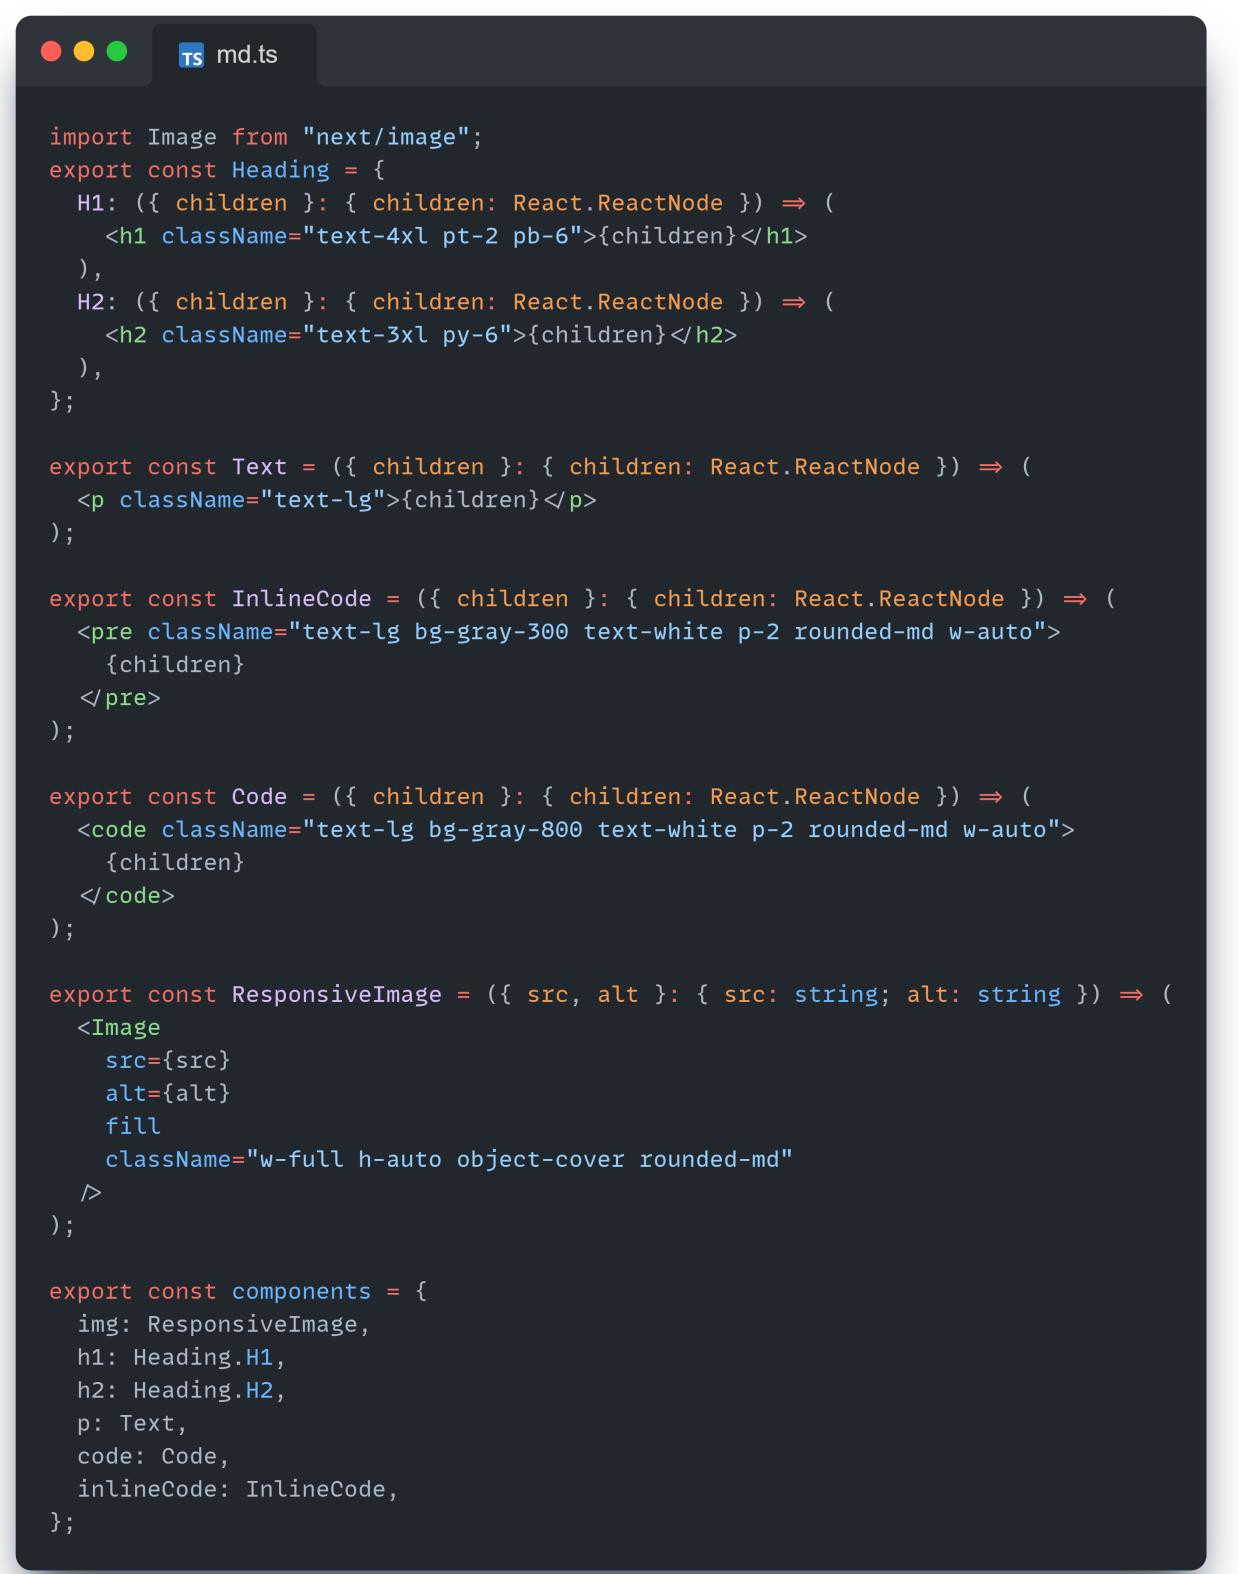 TS md.ts
import Image from "next/image";
export const Heading = {
  H1: ({ children }: { children: React.ReactNode }) => (
    <h1 className="text-4xl pt-2 pb-6">{children}</h1>
  ),
  H2: ({ children }: { children: React.ReactNode }) => (
    <h2 className="text-3xl py-6">{children}</h2>
  ),
};

export const Text = ({ children }: { children: React.ReactNode }) => (
  <p className="text-lg">{children}</p>
);

export const InlineCode = ({ children }: { children: React.ReactNode }) => (
  <pre className="text-lg bg-gray-300 text-white p-2 rounded-md w-auto">
    {children}
  </pre>
);

export const Code = ({ children }: { children: React.ReactNode }) => (
  <code className="text-lg bg-gray-800 text-white p-2 rounded-md w-auto">
    {children}
  </code>
);

export const ResponsiveImage = ({ src, alt }: { src: string; alt: string }) => (
  <Image
    src={src}
    alt={alt}
    fill
    className="w-full h-auto object-cover rounded-md"
  />
);

export const components = {
  img: ResponsiveImage,
  h1: Heading.H1,
  h2: Heading.H2,
  p: Text,
  code: Code,
  inlineCode: InlineCode,
};